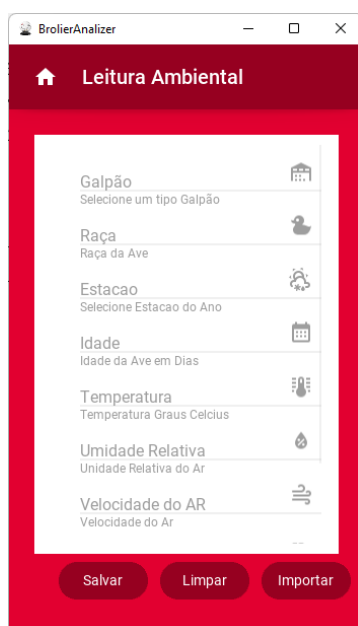 BrolierAnalizer
Leitura Ambiental
Galpão
Selecione um tipo Galpão
Raça
Raça da Ave
Estacao
Selecione Estacao do Ano
Idade
Idade da Ave em Dias
Temperatura
Temperatura Graus Celcius
Umidade Relativa
Unidade Relativa do Ar
Velocidade do AR
Velocidade do Ar
Salvar Limpar Importar